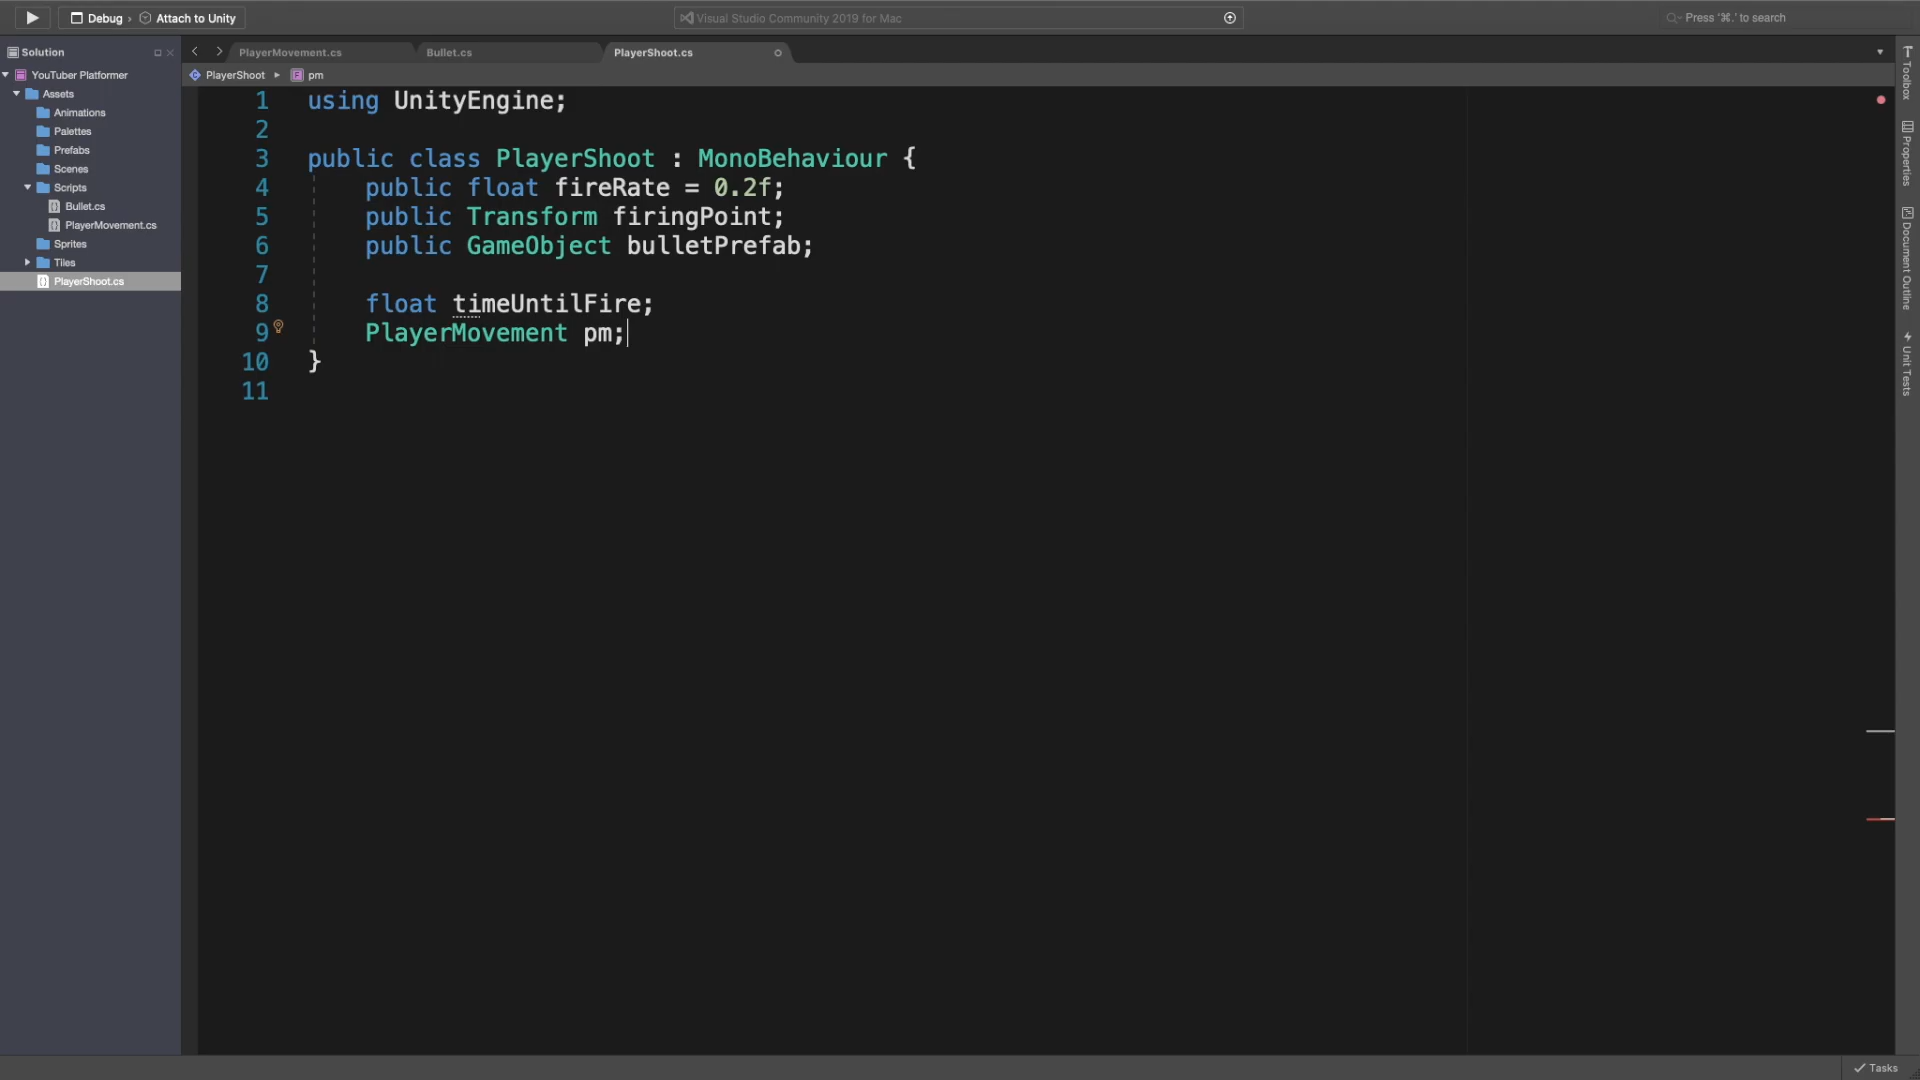 Debug › Attach to Unity
Visual Studio Community 2019 for Mac
Press '⌘.' to search
Solution
YouTuber Platformer
Assets
Animations
Palettes
Prefabs
Scenes
Scripts
Bullet.cs
PlayerMovement.cs
Sprites
Tiles
PlayerShoot.cs
PlayerMovement.cs
Bullet.cs
PlayerShoot.cs
PlayerShoot
pm
1 using UnityEngine;
2
3 public class PlayerShoot : MonoBehaviour {
4 public float fireRate = 0.2f;
5 public Transform firingPoint;
6 public GameObject bulletPrefab;
7
8 float timeUntilFire;
9 PlayerMovement pm;
10 }
11
Toolbox
Properties
Document Outline
Unit Tests
Tasks